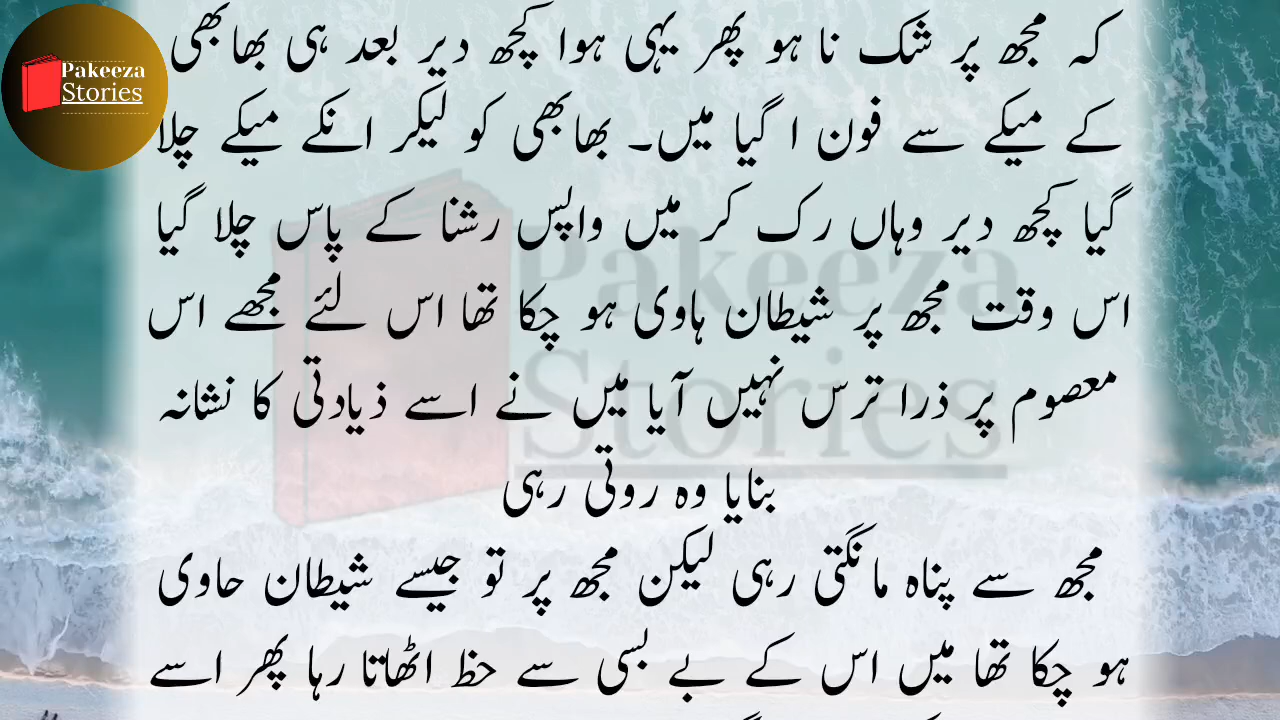 Pakeeza
Stories
کہ مجھ پر شک نا ہو پھر یہی ہوا کچھ دیر بعد ہی بھابھی
کے میکے سے فون ا گیا میں۔ بھابھی کو لیکر انکے میکے چلا
گیا کچھ دیر وہاں رک کر میں واپس رشنا کے پاس چلا گیا
اس وقت مجھ پر شیطان ہاوی ہو چکا تھا اس لئے مجھے اس
معصوم پر ذرا ترس نہیں آیا میں نے اسے ذیادتی کا نشانہ
بنایا وہ روتی رہی
مجھ سے پناہ مانگتی رہی لیکن مجھ پر تو جیسے شیطان حاوی
ہو چکا تھا میں اس کے بے بسی سے حظ اٹھاتا رہا پھر اسے
Pakeeza
Stories